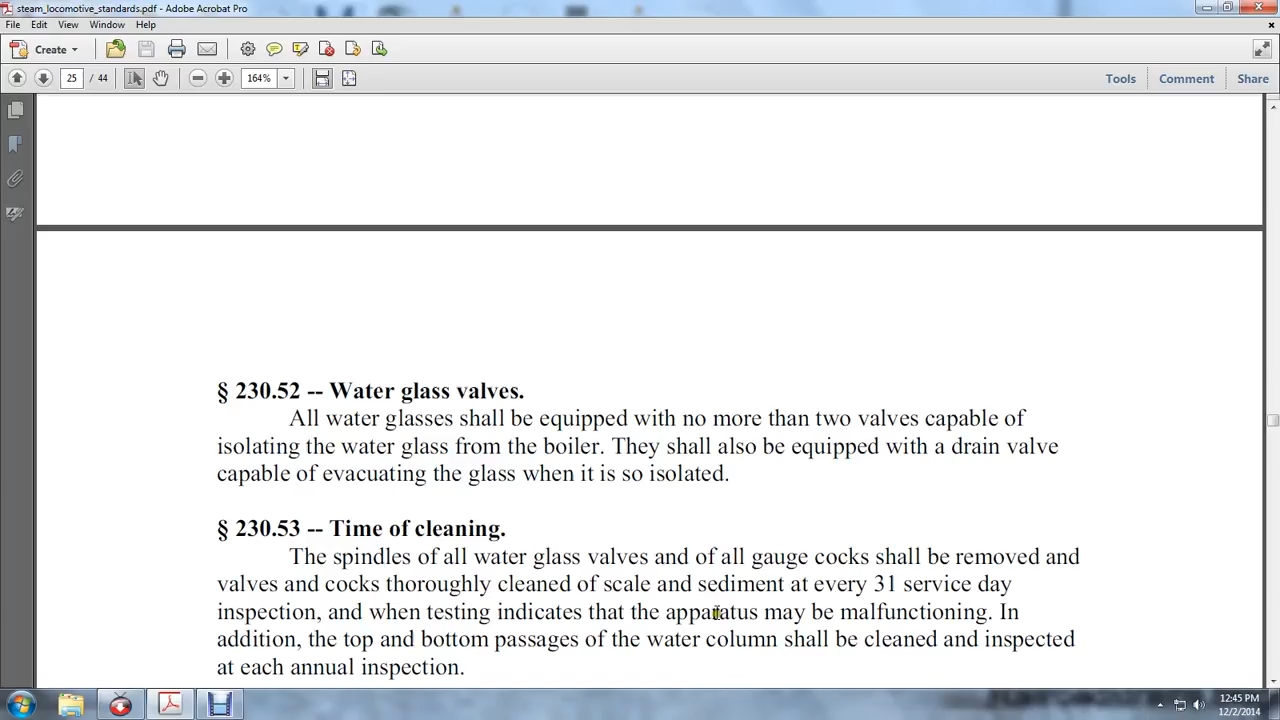 steam_locomotive_standards.pdf - Adobe Acrobat Pro
File Edit View Window Help
Create
25 / 44 164% Tools Comment Share
§ 230.52 -- Water glass valves.
All water glasses shall be equipped with no more than two valves capable of
isolating the water glass from the boiler. They shall also be equipped with a drain valve
capable of evacuating the glass when it is so isolated.
§ 230.53 -- Time of cleaning.
The spindles of all water glass valves and of all gauge cocks shall be removed and
valves and cocks thoroughly cleaned of scale and sediment at every 31 service day
inspection, and when testing indicates that the apparatus may be malfunctioning. In
addition, the top and bottom passages of the water column shall be cleaned and inspected
at each annual inspection.
12:45 PM
12/2/2014